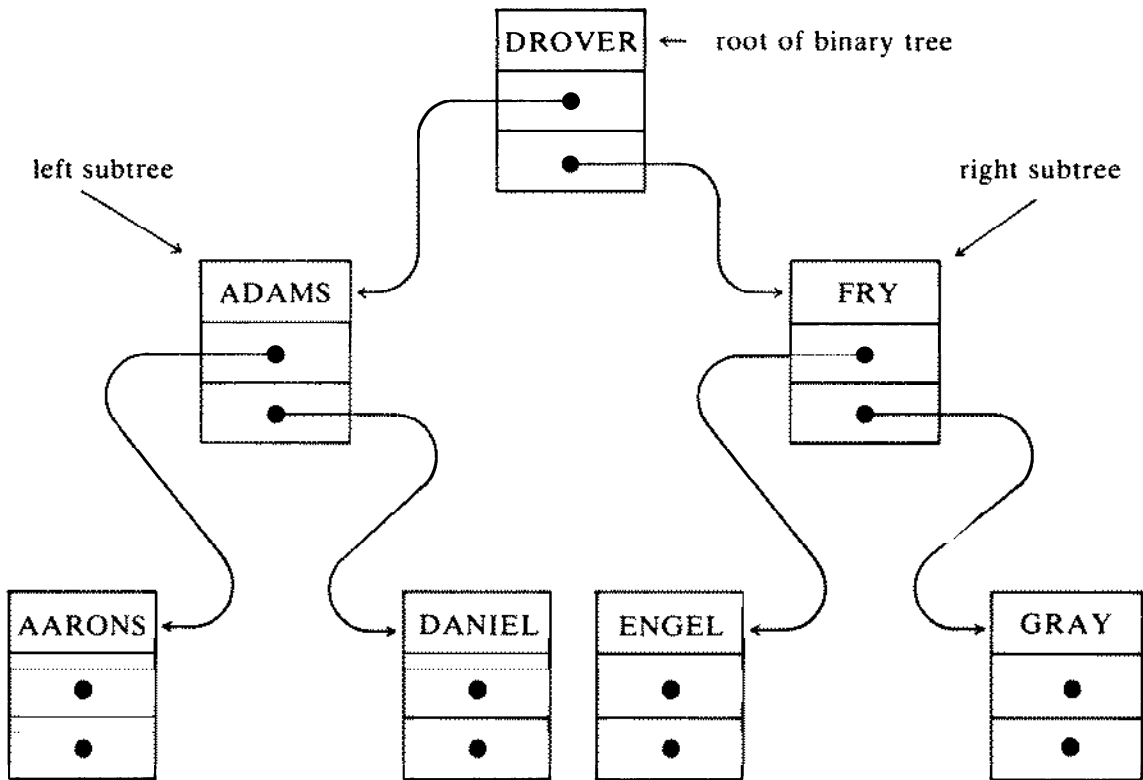 DROVER
root of binary tree
left subtree
right subtree
ADAMS
FRY
AARONS
DANIEL
ENGEL
GRAY